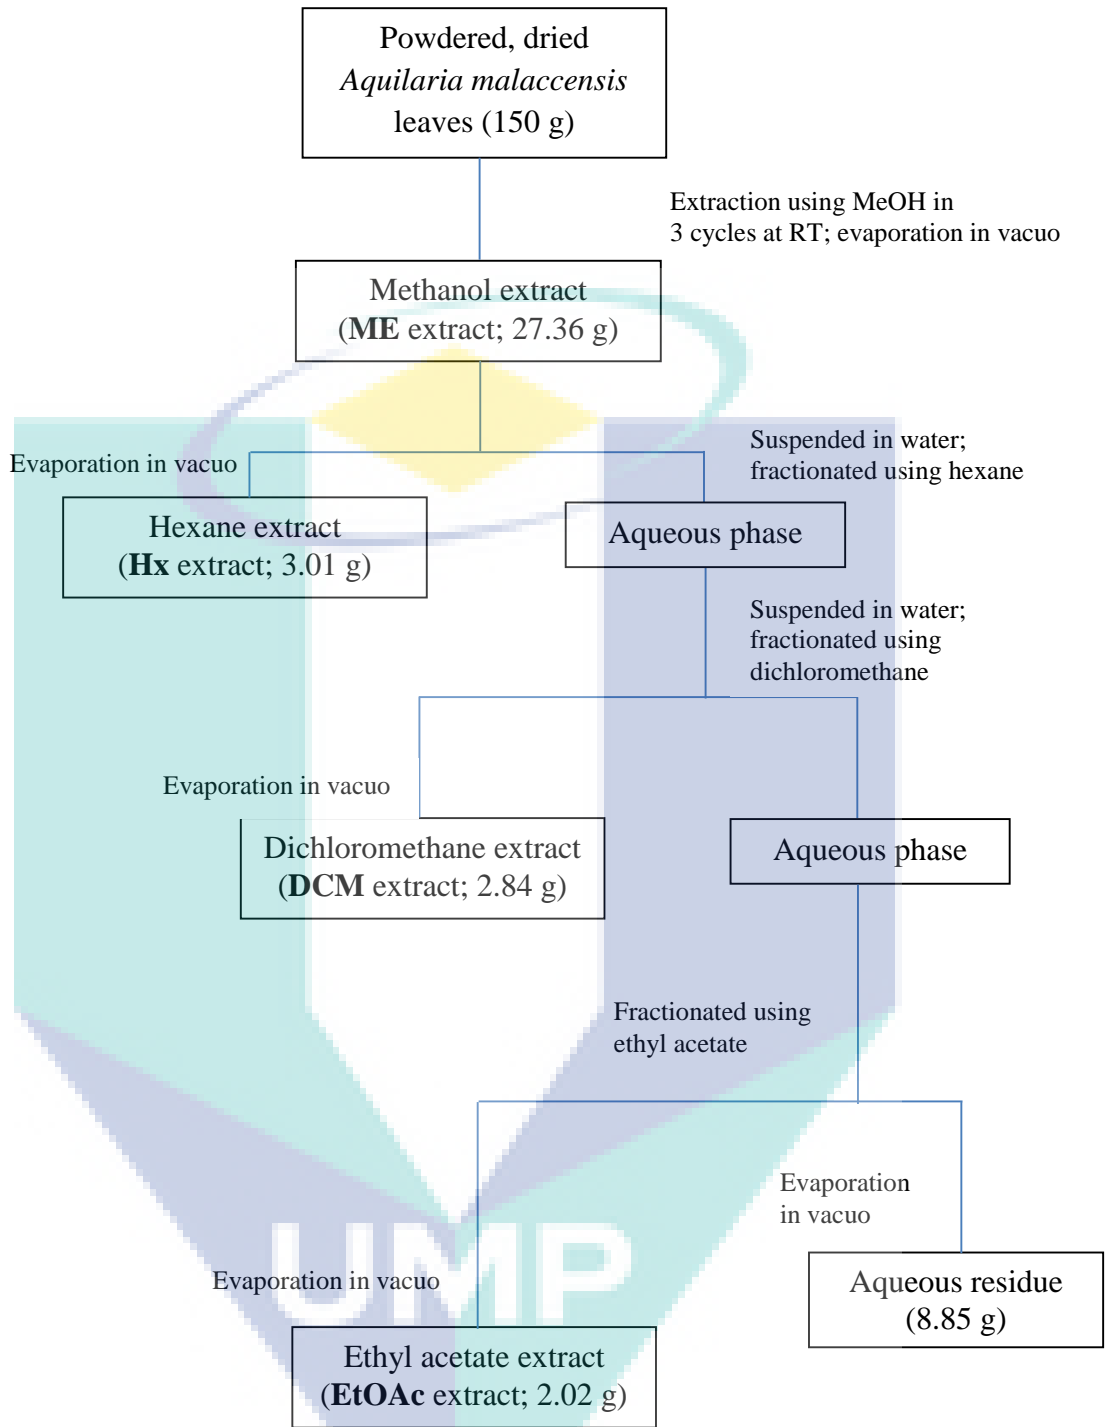 Powdered, dried
Aquilaria malaccensis
leaves (150 g)
Extraction using MeOH in
3 cycles at RT; evaporation in vacuo
Methanol extract
(ME extract; 27.36 g)
Evaporation in vacuo
Suspended in water;
fractionated using hexane
Hexane extract
(Hx extract; 3.01 g)
Aqueous phase
Suspended in water;
fractionated using
dichloromethane
Evaporation in vacuo
Dichloromethane extract
(DCM extract; 2.84 g)
Aqueous phase
Fractionated using
ethyl acetate
Evaporation
in vacuo
UMP
Evaporation in vacuo
Aqueous residue
(8.85 g)
Ethyl acetate extract
(EtOAc extract; 2.02 g)